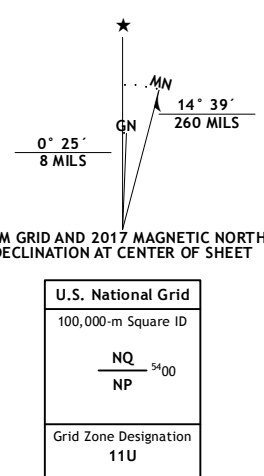 ★
MN
GN
14° 39´
260 MILS
0° 25´
8 MILS
M GRID AND 2017 MAGNETIC NORTH
DECLINATION AT CENTER OF SHEET
U.S. National Grid
100,000-m Square ID
NQ
5400
NP
Grid Zone Designation
11U